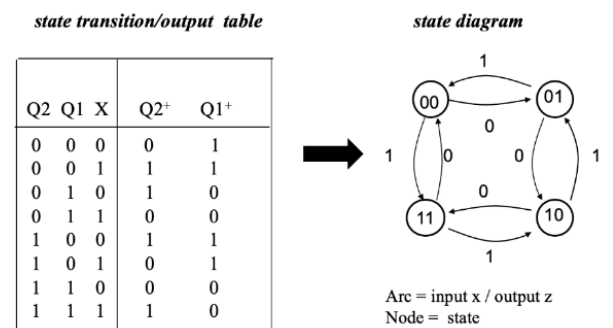 state transition/output table
Q2 Q1 X Q2+ Q1+
0 0 0 0 1
0 0 1 1 1
0 1 0 1 0
0 1 1 0 0
1 0 0 1 1
1 0 1 0 1
1 1 0 0 0
1 1 1 1 0
state diagram
1
00
01
0
1
0
0
1
0
11
10
1
Arc = input x / output z
Node = state